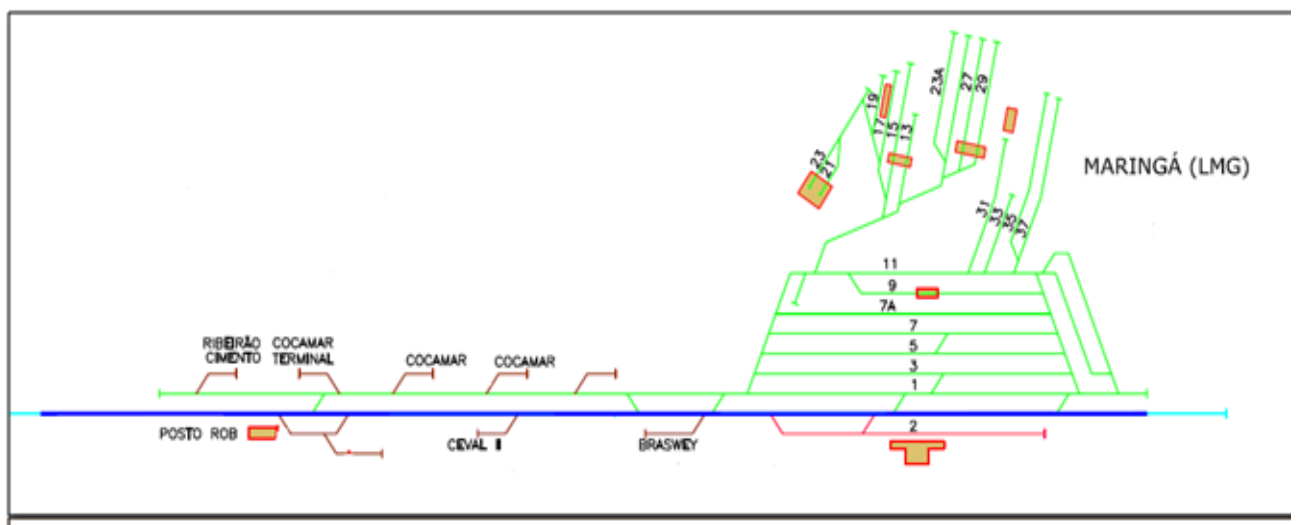 23A
27
29
19
17
15
13
23
21
MARINGÁ (LMG)
31
33
35
37
11
9
7A
7
5
3
1
RIBEIRÃO
CIMENTO
COCAMAR
TERMINAL
COCAMAR
COCAMAR
POSTO ROB
CEVAL II
BRASWEY
2